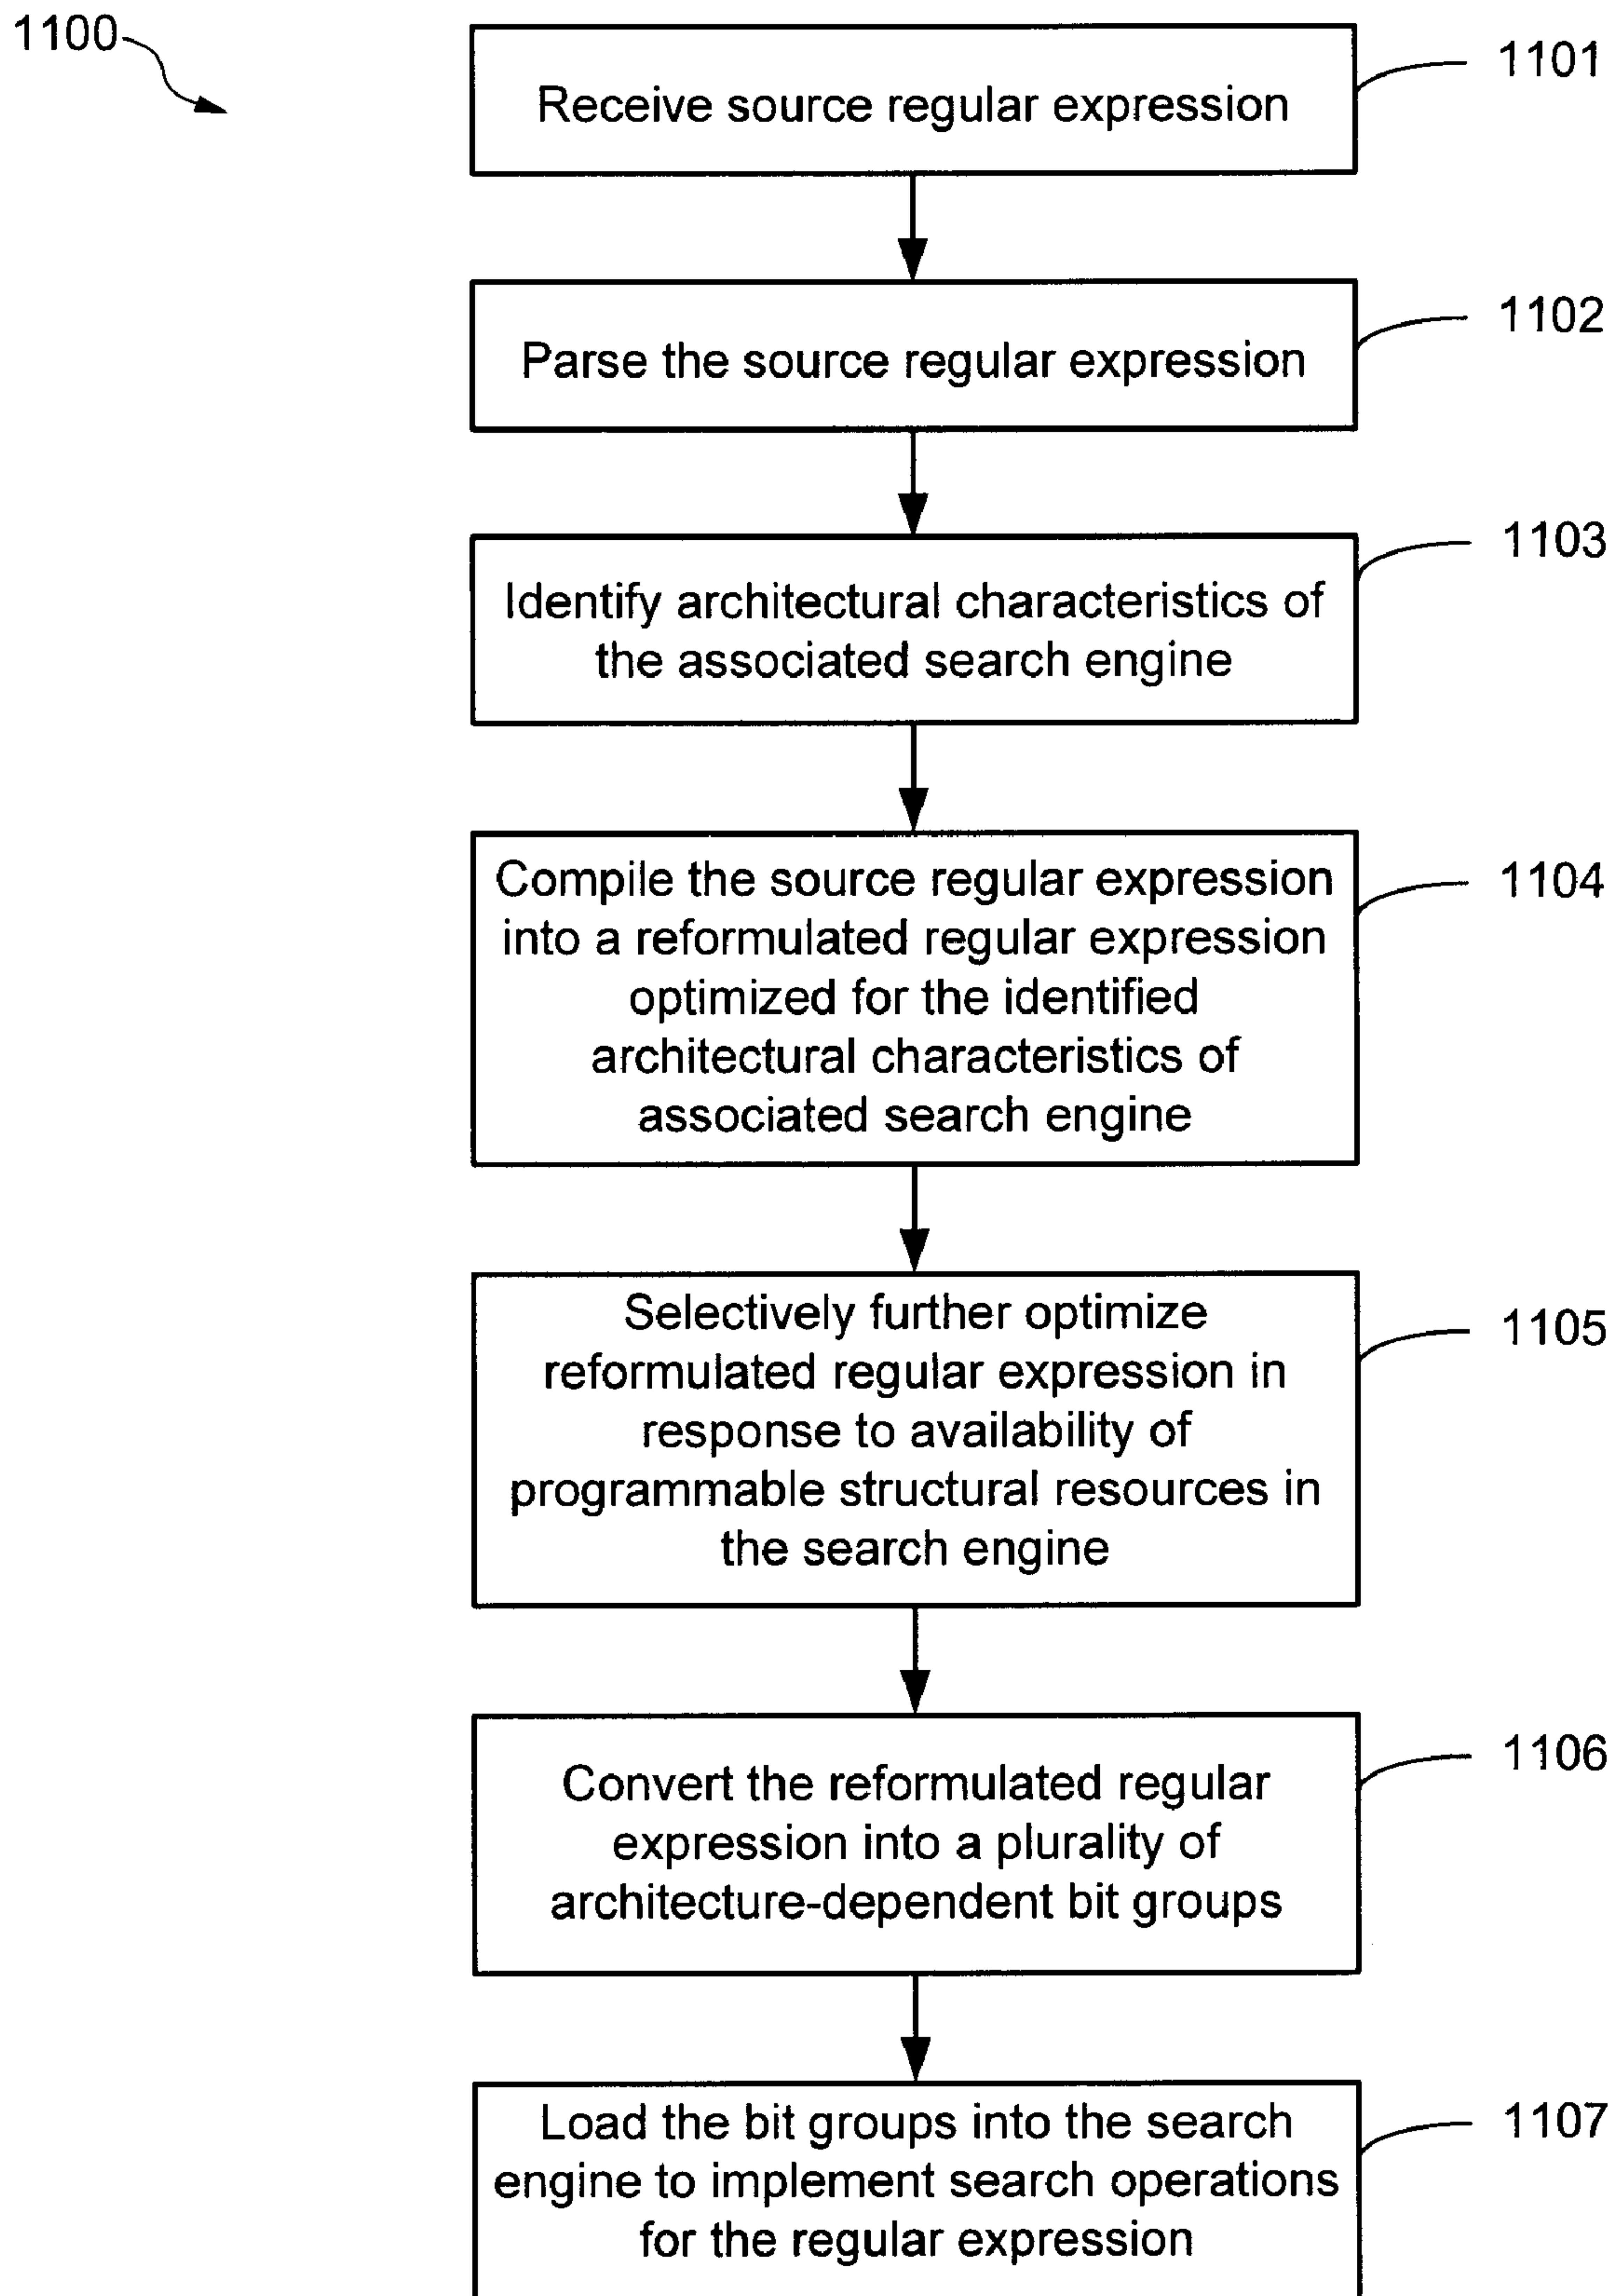 1100
1101
Receive source regular expression
1102
Parse the source regular expression
1103
Identify architectural characteristics of
the associated search engine
1104
Compile the source regular expression
into a reformulated regular expression
optimized for the identified
architectural characteristics of
associated search engine
1105
Selectively further optimize
reformulated regular expression in
response to availability of
programmable structural resources in
the search engine
1106
Convert the reformulated regular
expression into a plurality of
architecture-dependent bit groups
1107
Load the bit groups into the search
engine to implement search operations
for the regular expression